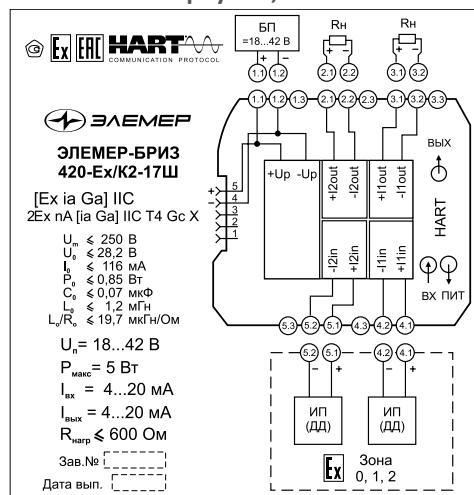 Ex EAC HART
COMMUNICATION PROTOCOL
ЭЛЕМЕР
ЭЛЕМЕР-БРИЗ
420-Ex/К2-17Ш
[Ex ia Ga] IIC
2Ex nA [ia Ga] IIC T4 Gc X
Uₘ ⩽ 250 В
U₀ ⩽ 28,2 В
I₀ ⩽ 116 мА
P₀ ⩽ 0,85 Вт
C₀ ⩽ 0,07 мкФ
L₀ ⩽ 1,2 мГн
L₀/R₀ ⩽ 19,7 мкГн/Ом
Uп = 18...42 В
Pмакс = 5 Вт
Iвх = 4...20 мА
Iвых = 4...20 мА
Rнагр ⩽ 600 Ом
Зав.№
Дата вып.
БП
=18...42 В
+ −
Rн
+ −
Rн
+ −
1.1 1.2 2.1 2.2 3.1 3.2
1.1 1.2 1.3 2.1 2.2 2.3 3.1 3.2 3.3
+Up -Up
+I2out
-I2out
+I1out
-I1out
-I2in
+I2in
-I1in
+I1in
ВЫХ
HART
ВХ ПИТ
+ 5
− 4
3
2
1
5.3 5.2 5.1 4.3 4.2 4.1
5.2 5.1 4.2 4.1
− + − +
ИП
(ДД)
ИП
(ДД)
Ex Зона
0, 1, 2